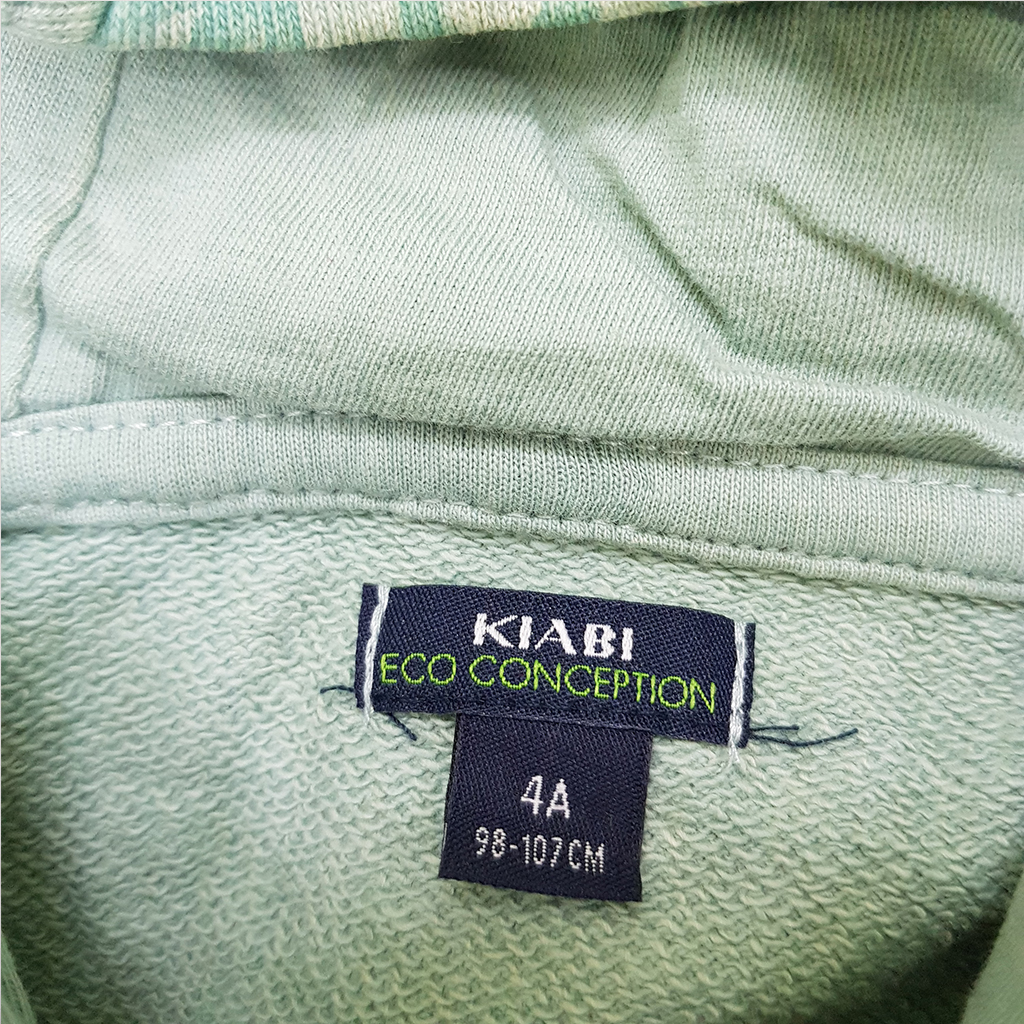 KIABI
ECO CONCEPTION
4A
98-107CM